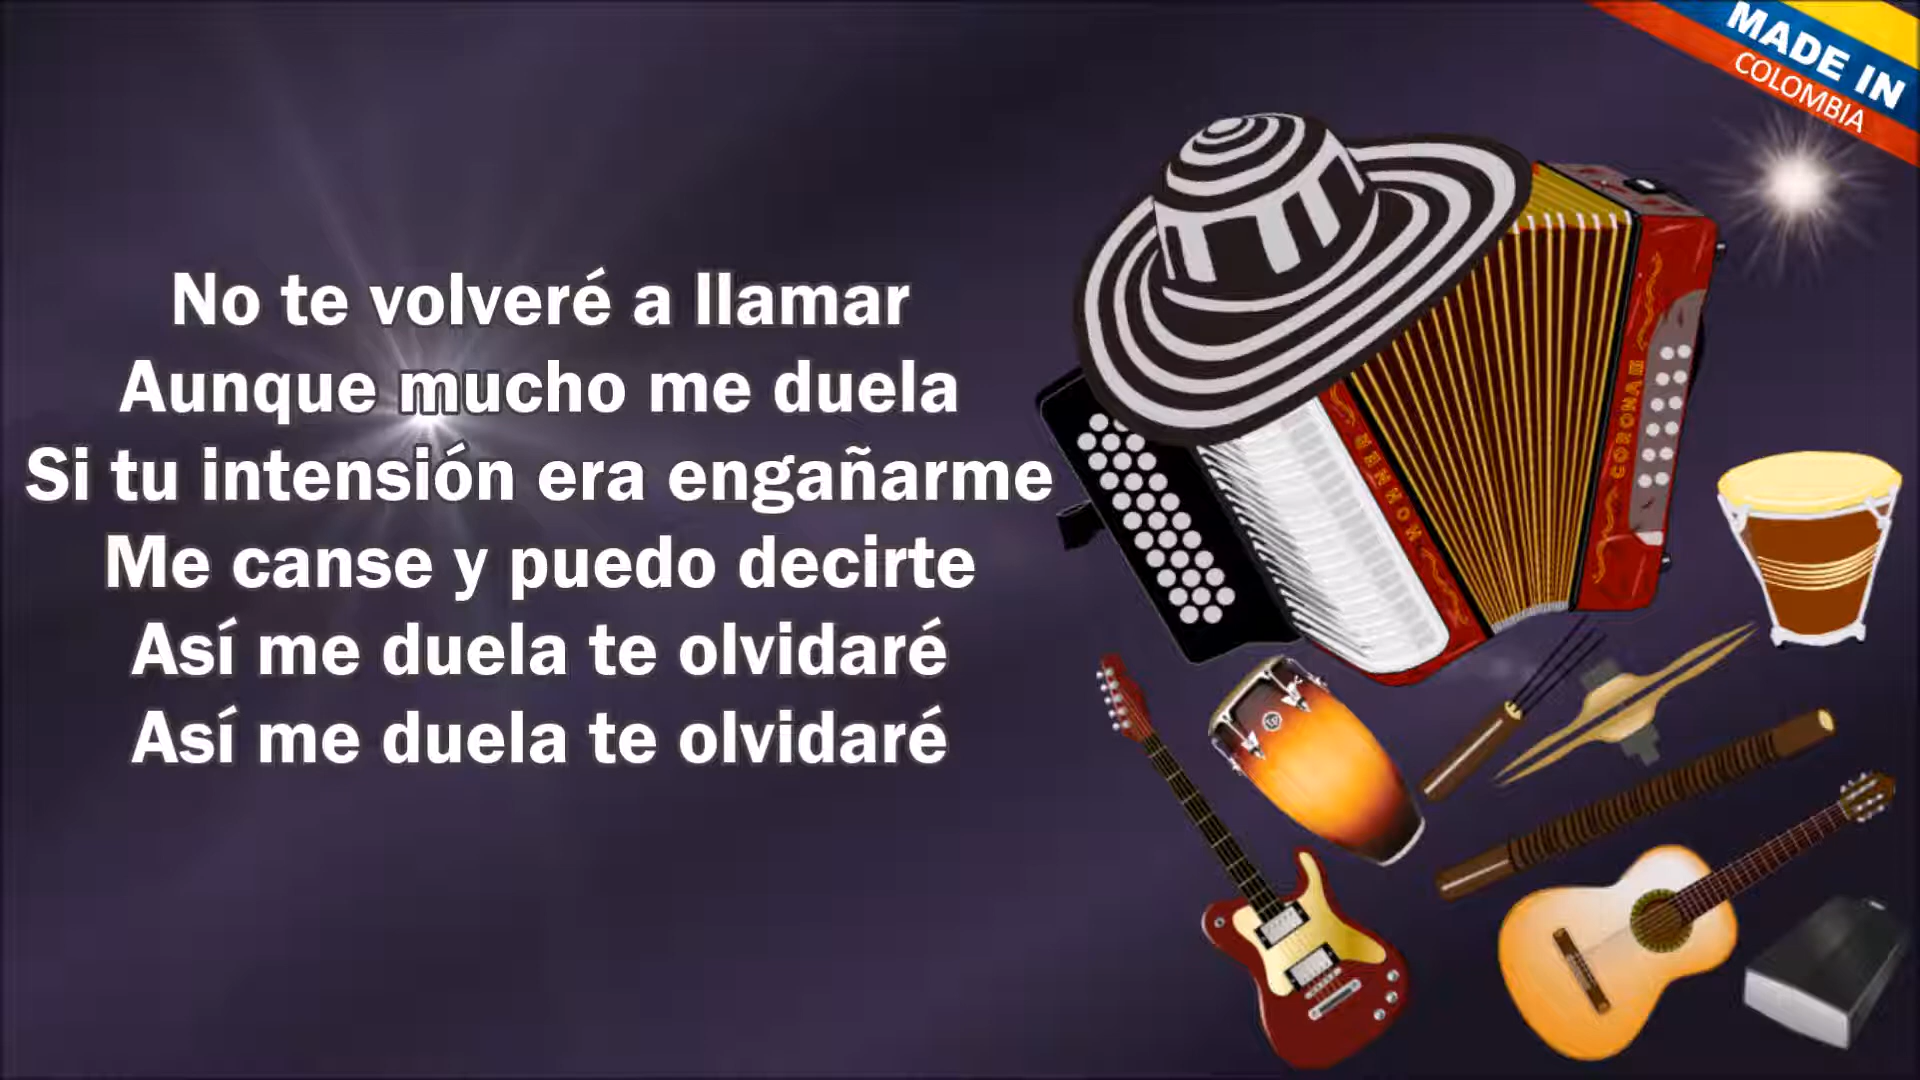 MADE IN
COLOMBIA
No te volveré a llamar
Aunque mucho me duela
Si tu intensión era engañarme
Me canse y puedo decirte
Así me duela te olvidaré
Así me duela te olvidaré
HOHNER
CORONA III